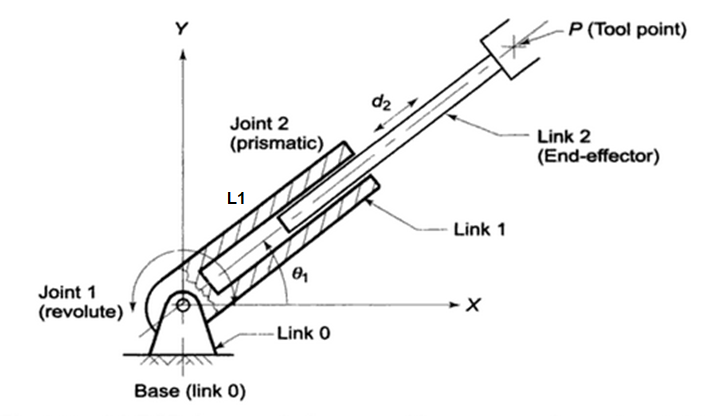 Y
P (Tool point)
d2
Joint 2
(prismatic)
Link 2
(End-effector)
L1
Link 1
θ1
Joint 1
(revolute)
X
Link 0
Base (link 0)